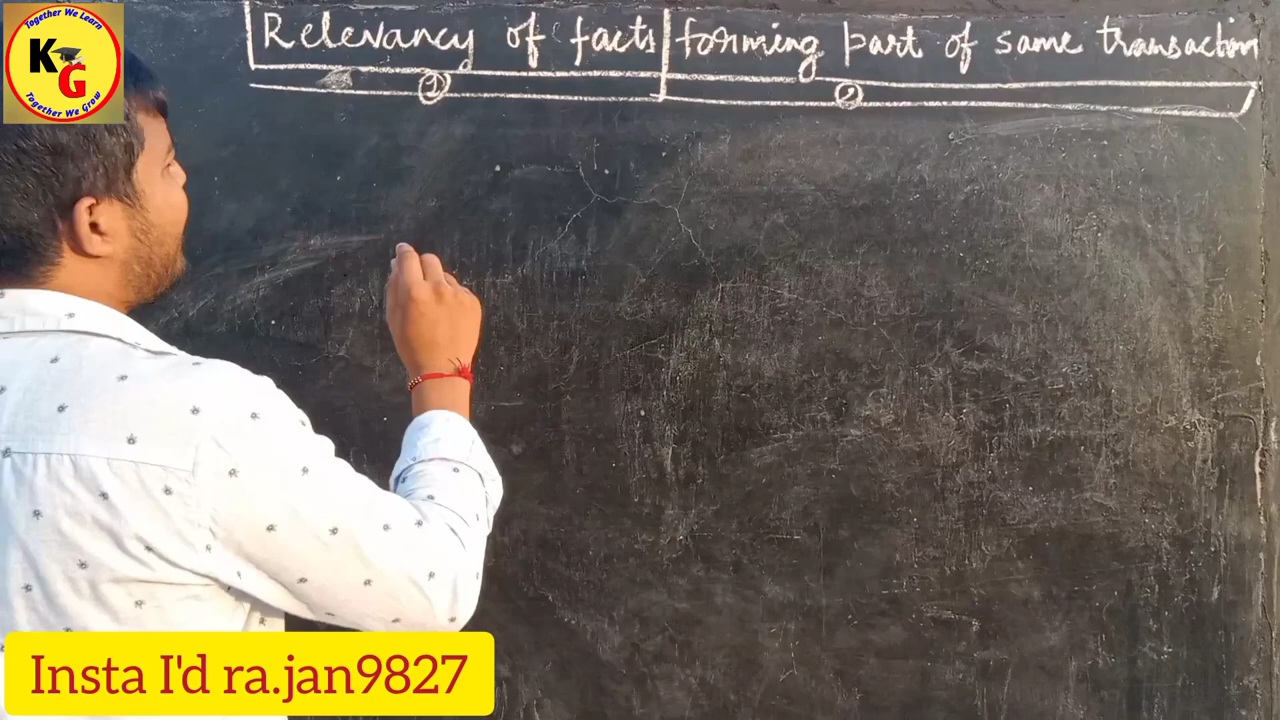 Together We Learn
KG
Together We Grow
Relevancy of facts forming part of same transaction
① ②
Insta I'd ra.jan9827